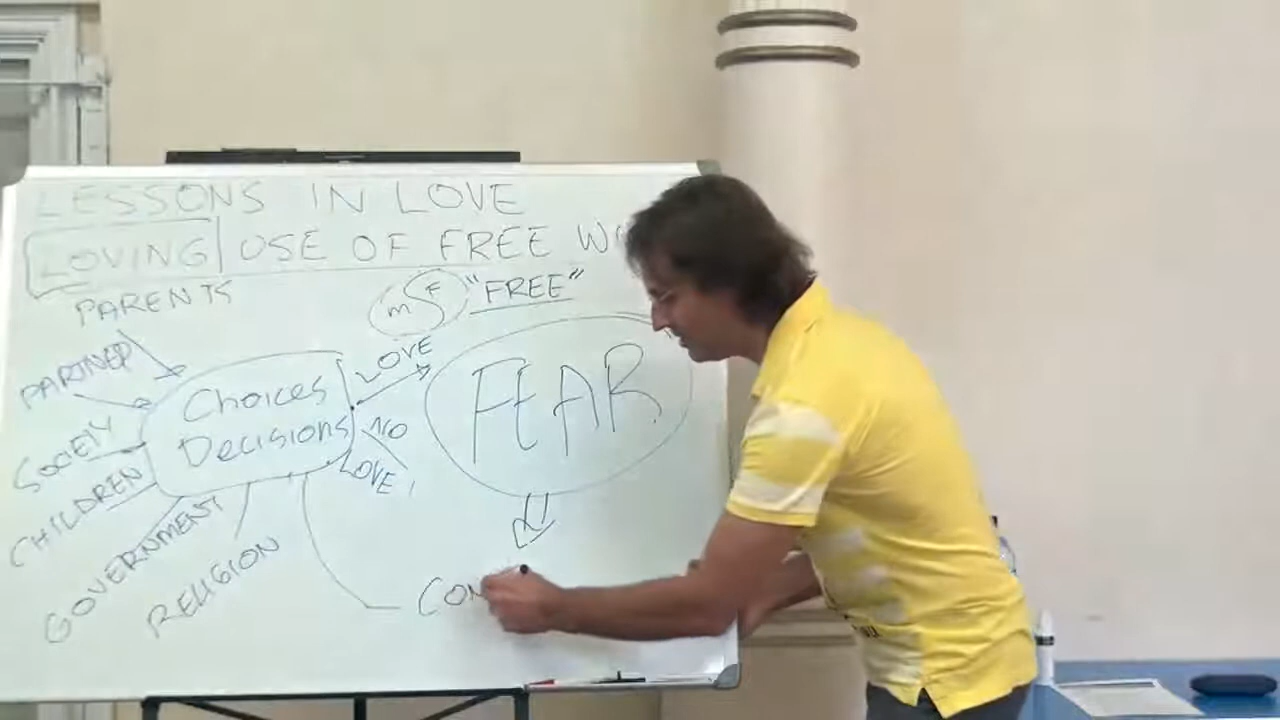 LESSONS IN LOVE
LOVING USE OF FREE
PARENTS
m F "FREE"
PARTNER
LOVE
SOCIETY
Choices
Decisions
NO
LOVE
FEAR
CHILDREN
GOVERNMENT
RELIGION